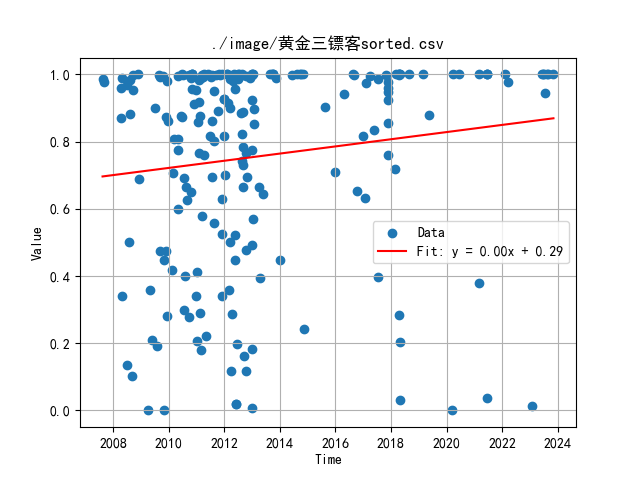 ./image/黄金三镖客sorted.csv
1.0
0.8
0.6
0.4
0.2
0.0
Value
Data
Fit: y = 0.00x + 0.29
2008 2010 2012 2014 2016 2018 2020 2022 2024
Time